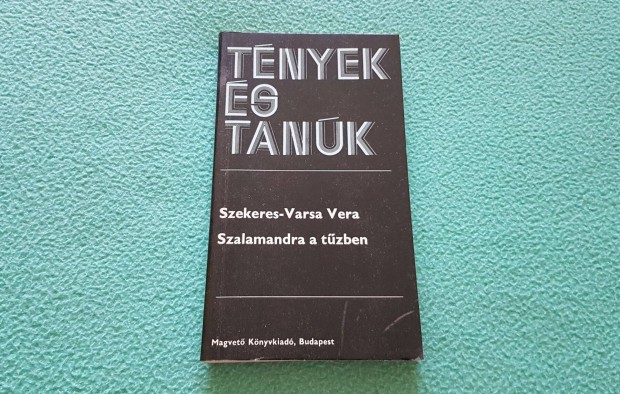 TÉNYEK
ÉS
TANÚK
Szekeres-Varsa Vera
Szalamandra a tűzben
Magvető Könyvkiadó, Budapest